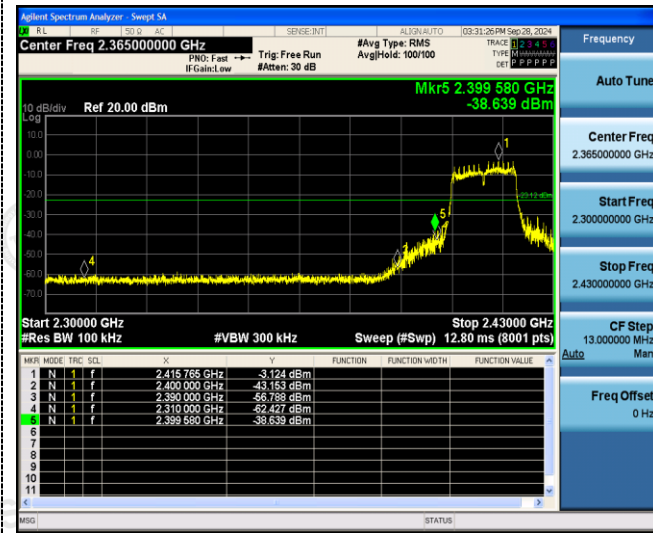 Agilent Spectrum Analyzer - Swept SA
RL RF 50 Ω AC SENSE:INT ALIGNAUTO 03:31:26 PM Sep 28, 2024
Center Freq 2.365000000 GHz
PNO: Fast
IFGain:Low
Trig: Free Run
#Atten: 30 dB
#Avg Type: RMS
Avg|Hold: 100/100
TRACE 1 2 3 4 5 6
TYPE M
DET P P P P P P
Mkr5 2.399 580 GHz
-38.639 dBm
10 dB/div Ref 20.00 dBm
Log
10.0
0.00
-10.0
-20.0
-30.0
-40.0
-50.0
-60.0
-70.0
1
-23.12 dBm
5
4
Start 2.30000 GHz Stop 2.43000 GHz
#Res BW 100 kHz #VBW 300 kHz Sweep (#Swp) 12.80 ms (8001 pts)
MKR MODE TRC SCL X Y FUNCTION FUNCTION WIDTH FUNCTION VALUE
1 N 1 f 2.415 765 GHz -3.124 dBm
2 N 1 f 2.400 000 GHz -43.153 dBm
3 N 1 f 2.390 000 GHz -56.788 dBm
4 N 1 f 2.310 000 GHz -62.427 dBm
5 N 1 f 2.399 580 GHz -38.639 dBm
6
7
8
9
10
11
MSG STATUS
Frequency
Auto Tune
Center Freq
2.365000000 GHz
Start Freq
2.300000000 GHz
Stop Freq
2.430000000 GHz
CF Step
13.000000 MHz
Auto Man
Freq Offset
0 Hz